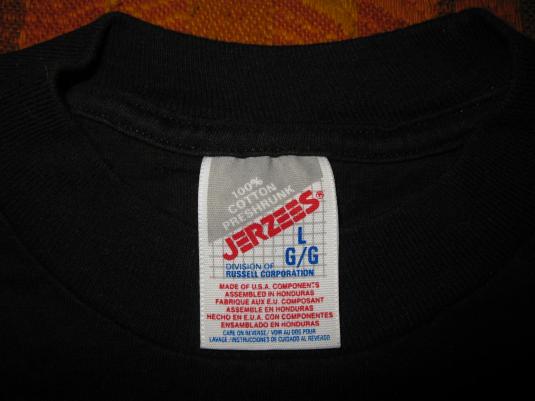 100%
COTTON
PRESHRUNK
JERZEES®
L
G/G
DIVISION OF
RUSSELL CORPORATION
MADE OF U.S.A. COMPONENTS
ASSEMBLED IN HONDURAS
FABRIQUE AUX E.U. COMPOSANT
ASSEMBLE EN HONDURAS
HECHO EN E.U.A. CON COMPONENTES
ENSAMBLADO EN HONDURAS
CARE ON REVERSE/VOIR AU DOS POUR
LAVAGE/INSTRUCCIONES DE CUIDADO AL REVERSO